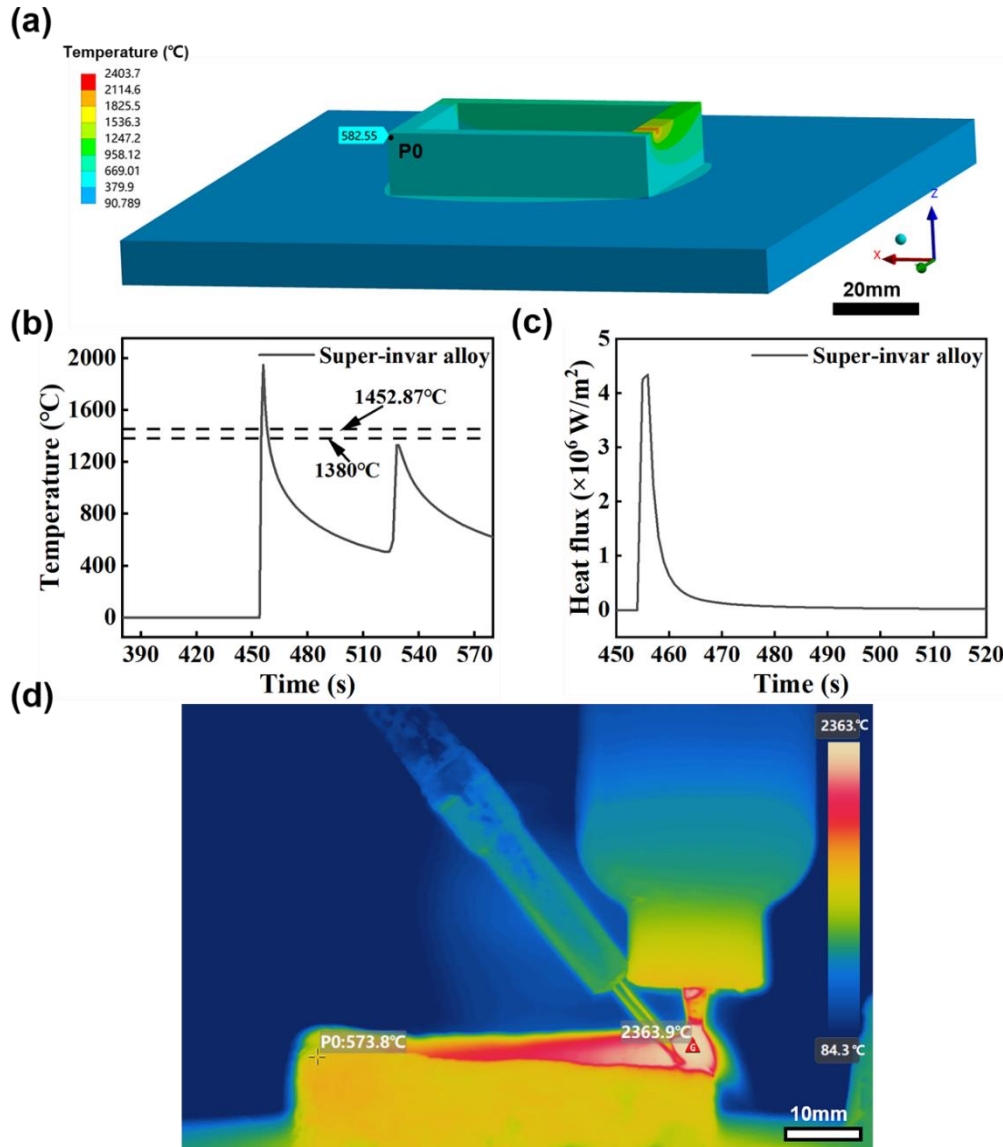 (a)
Temperature (℃)
2403.7
2114.6
1825.5
1536.3
1247.2
958.12
669.01
379.9
90.789
582.55
P0
Z
X
20mm
(b)
Super-invar alloy
2000
1600
1200
800
400
0
1452.87℃
1380℃
Temperature (℃)
390 420 450 480 510 540 570
Time (s)
(c)
Super-invar alloy
5
4
3
2
1
0
Heat flux (×10⁶ W/m²)
450 460 470 480 490 500 510 520
Time (s)
(d)
2363.℃
P0:573.8℃
2363.9℃
G
84.3℃
10mm